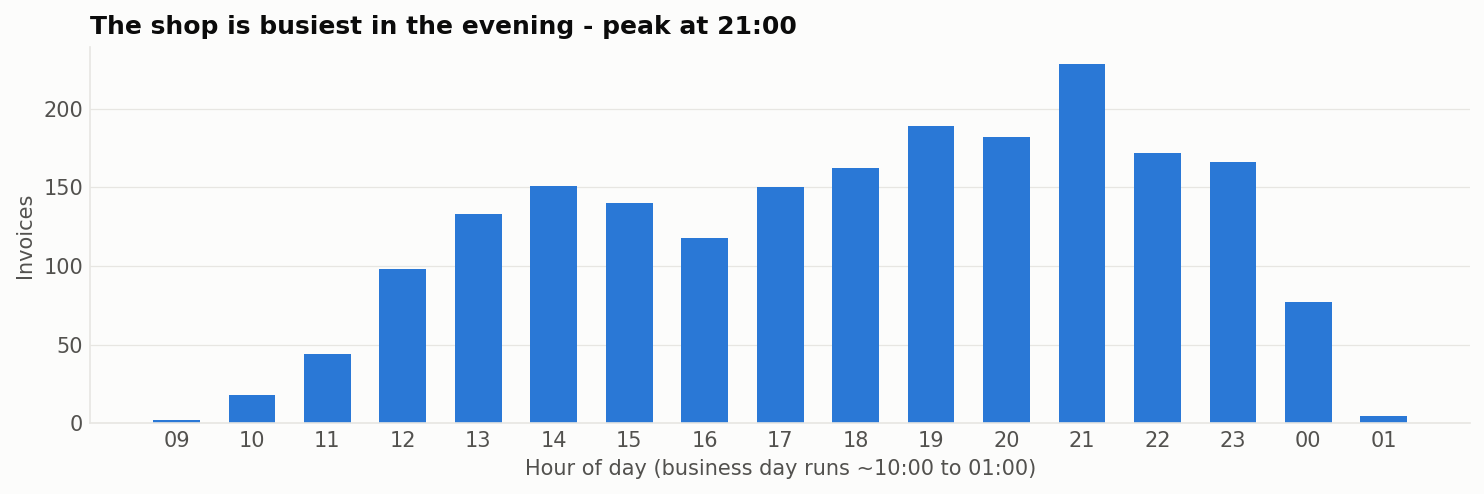 The shop is busiest in the evening - peak at 21:00
Invoices
200
150
100
50
0
09 10 11 12 13 14 15 16 17 18 19 20 21 22 23 00 01
Hour of day (business day runs ~10:00 to 01:00)